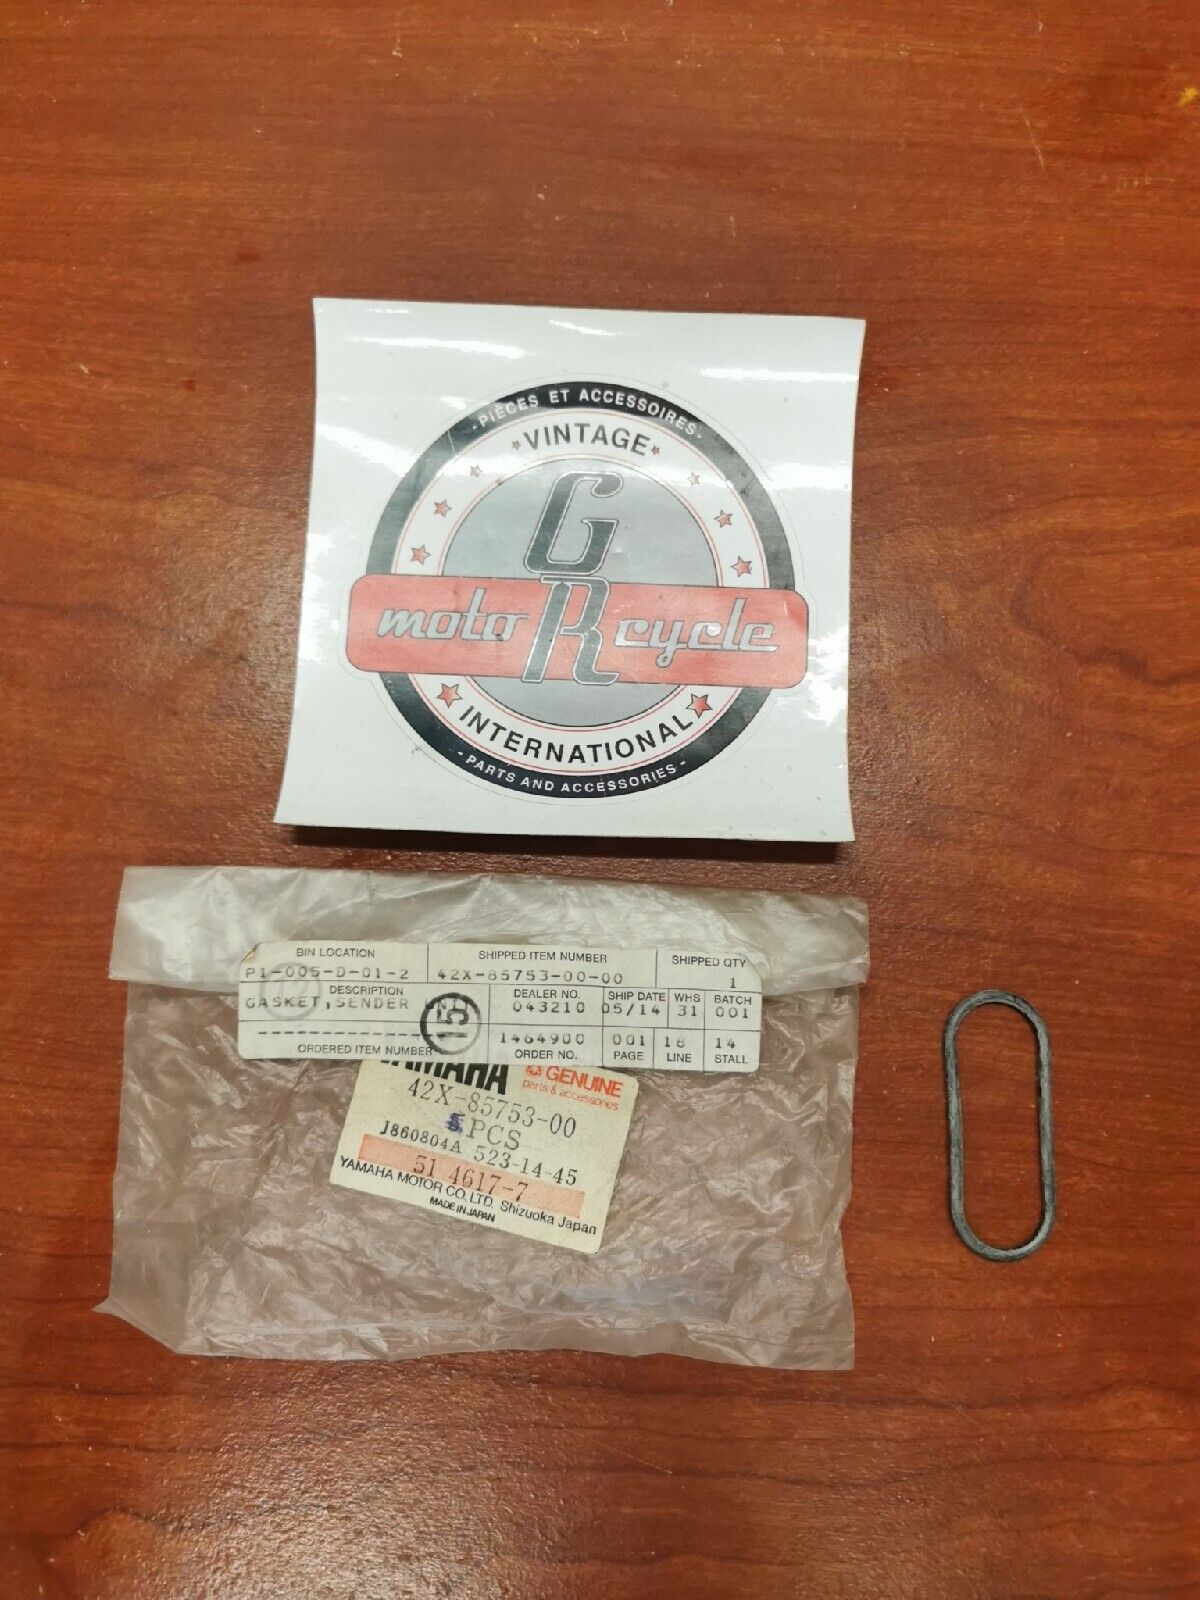 - PIÈCES ET ACCESSOIRES -
VINTAGE
GR
moto cycle
INTERNATIONAL
- PARTS AND ACCESSORIES -
BIN LOCATION SHIPPED ITEM NUMBER SHIPPED QTY
P1-005-D-01-2 42X-85753-00-00 1
DESCRIPTION DEALER NO. SHIP DATE WHS BATCH
GASKET,SENDER 043210 05/14 31 001
15
1464900 001 18 14
ORDERED ITEM NUMBER ORDER NO. PAGE LINE STALL
YAMAHA GENUINE
parts & accessories
42X-85753-00
PCS
J860804A 523-14-45
51 4617-7
YAMAHA MOTOR CO., LTD. Shizuoka Japan
MADE IN JAPAN